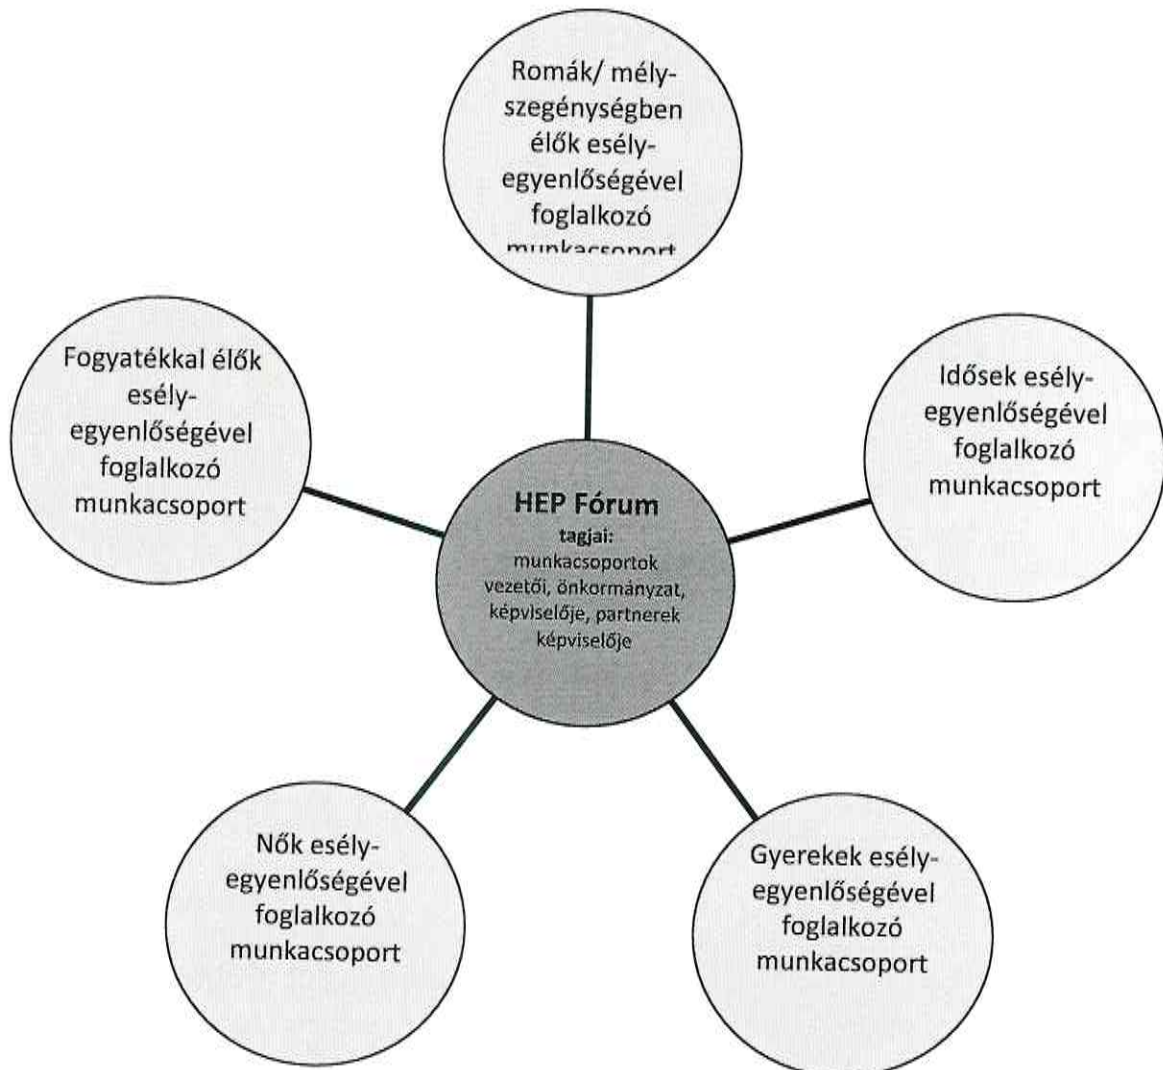 Romák/ mély-
szegénységben
élők esély-
egyenlőségével
foglalkozó
munkacsoport
Fogyatékkal élők
esély-
egyenlőségével
foglalkozó
munkacsoport
Idősek esély-
egyenlőségével
foglalkozó
munkacsoport
HEP Fórum
tagjai:
munkacsoportok
vezetői, önkormányzat,
képviselője, partnerek
képviselője
Nők esély-
egyenlőségével
foglalkozó
munkacsoport
Gyerekek esély-
egyenlőségével
foglalkozó
munkacsoport